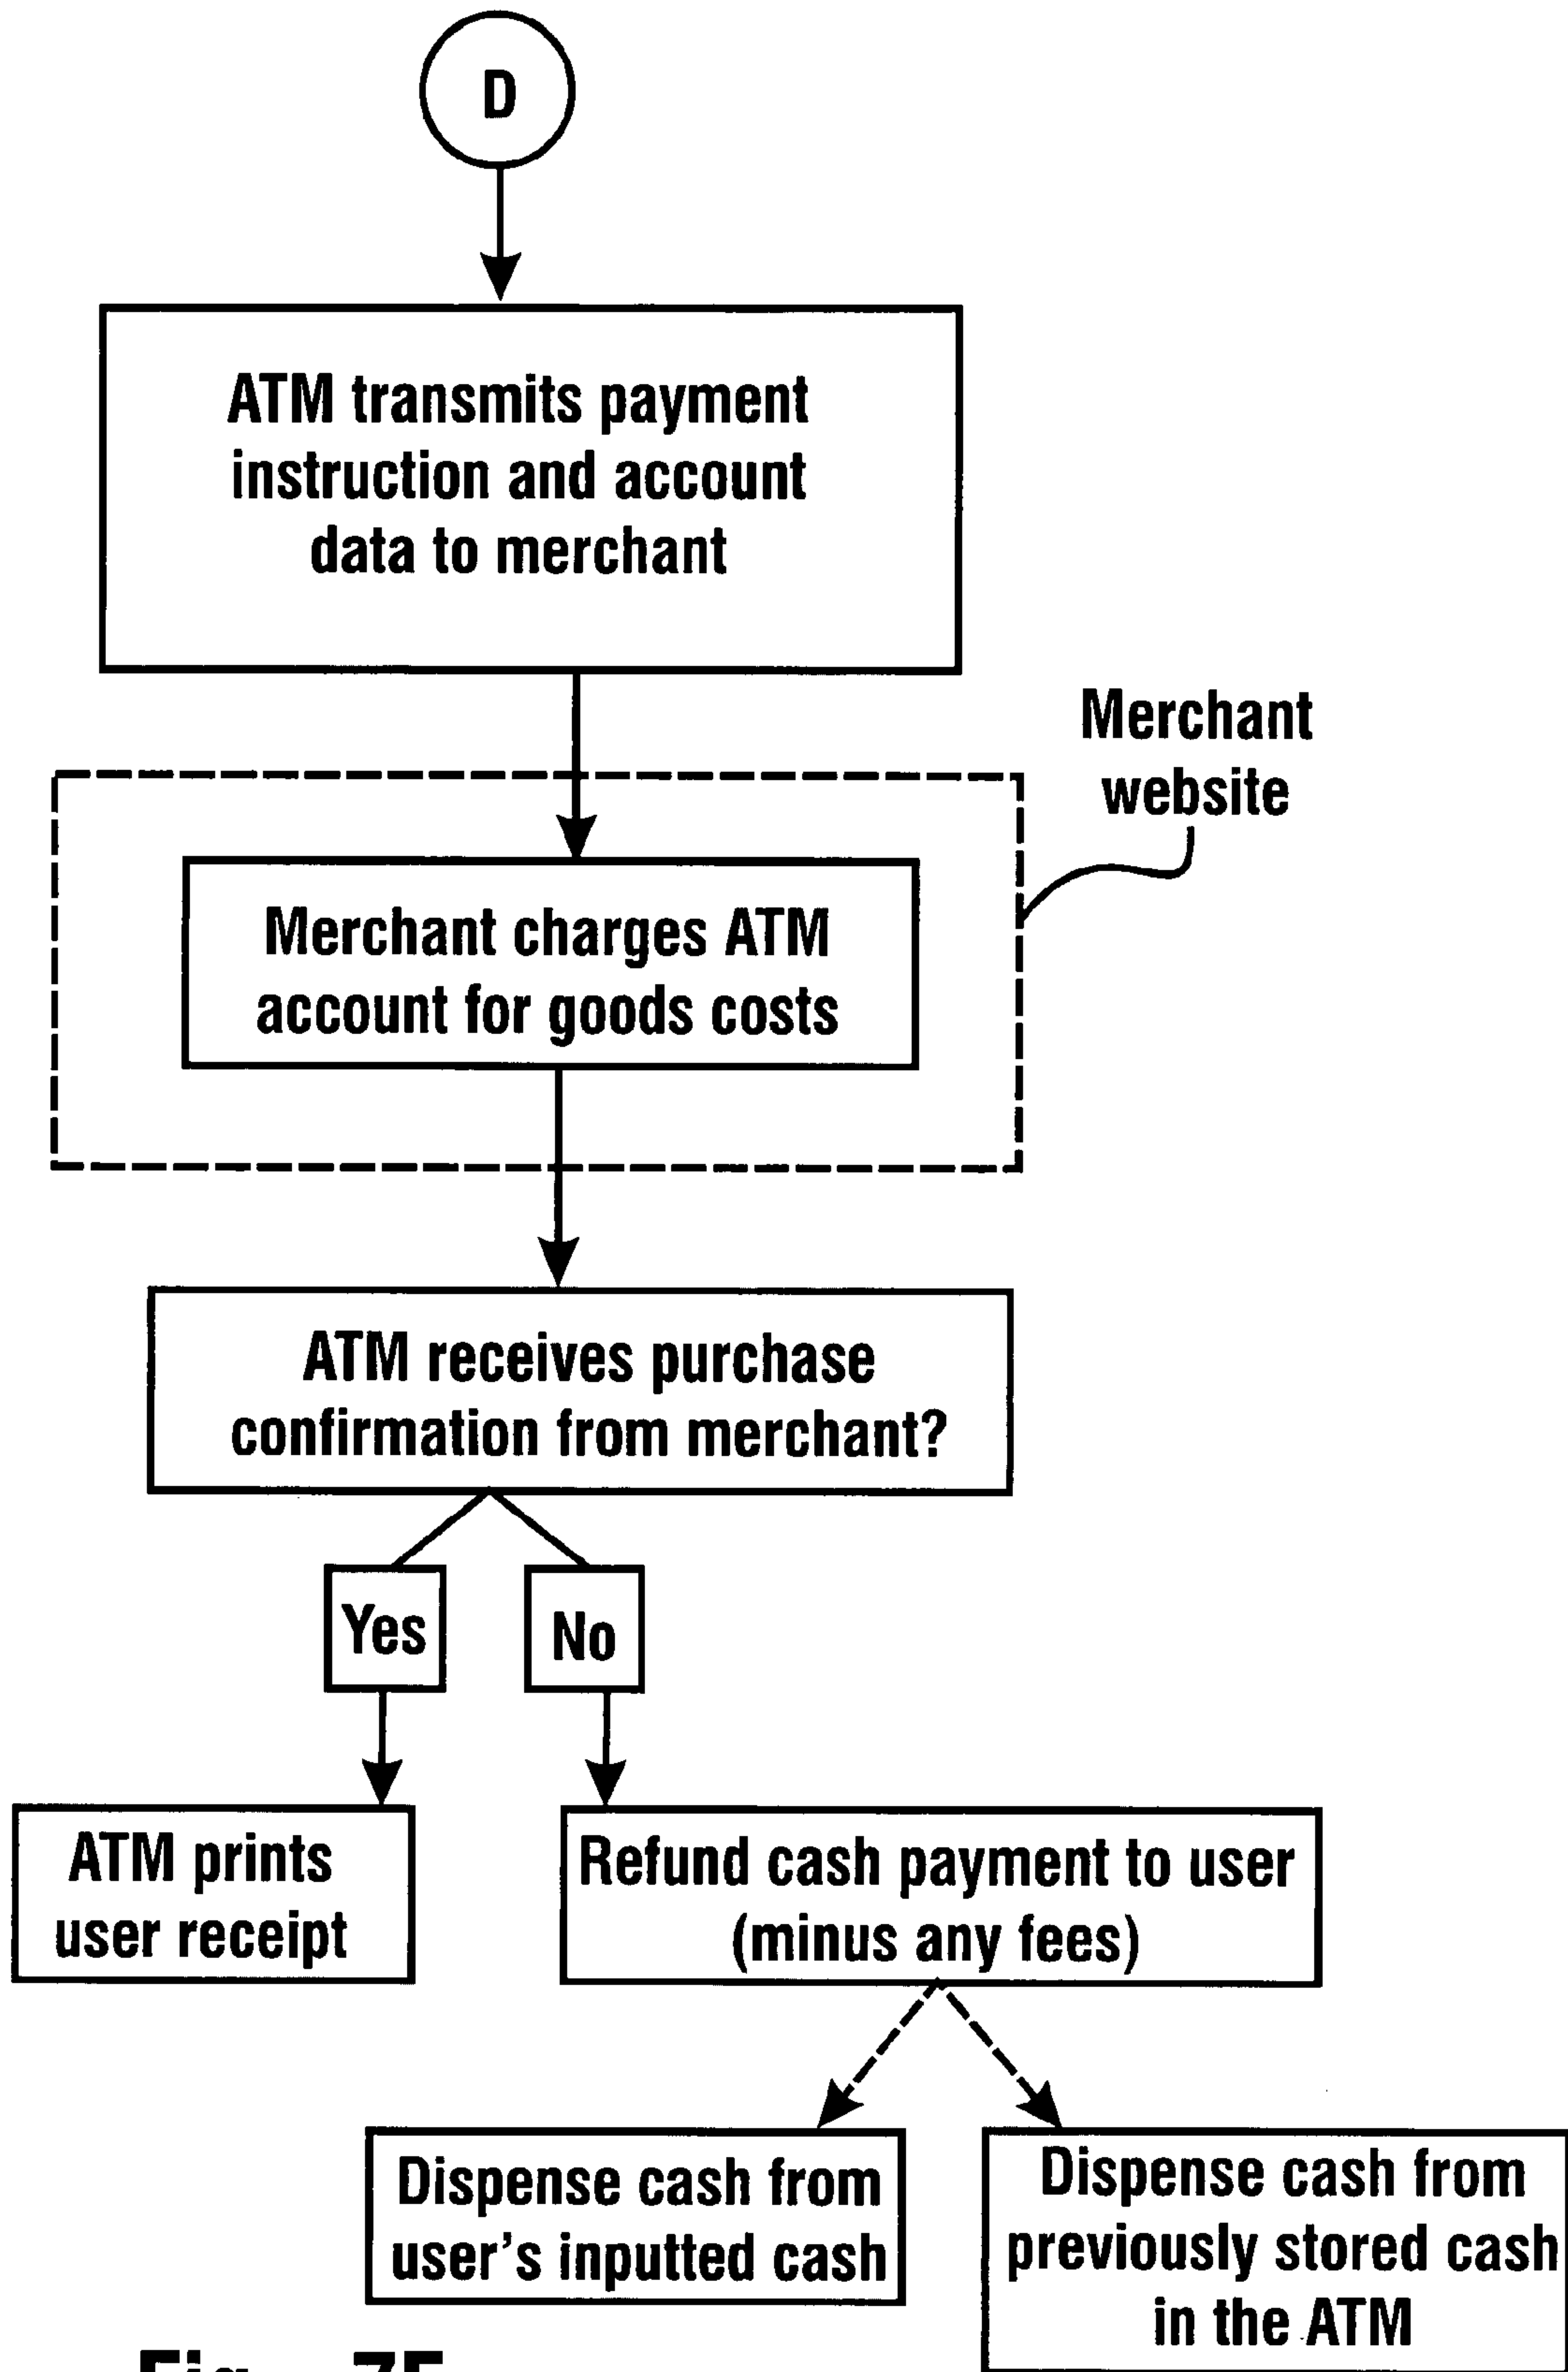 D
ATM transmits payment
instruction and account
data to merchant
Merchant
website
Merchant charges ATM
account for goods costs
ATM receives purchase
confirmation from merchant?
Yes
No
ATM prints
user receipt
Refund cash payment to user
(minus any fees)
Dispense cash from
user's inputted cash
Dispense cash from
previously stored cash
in the ATM